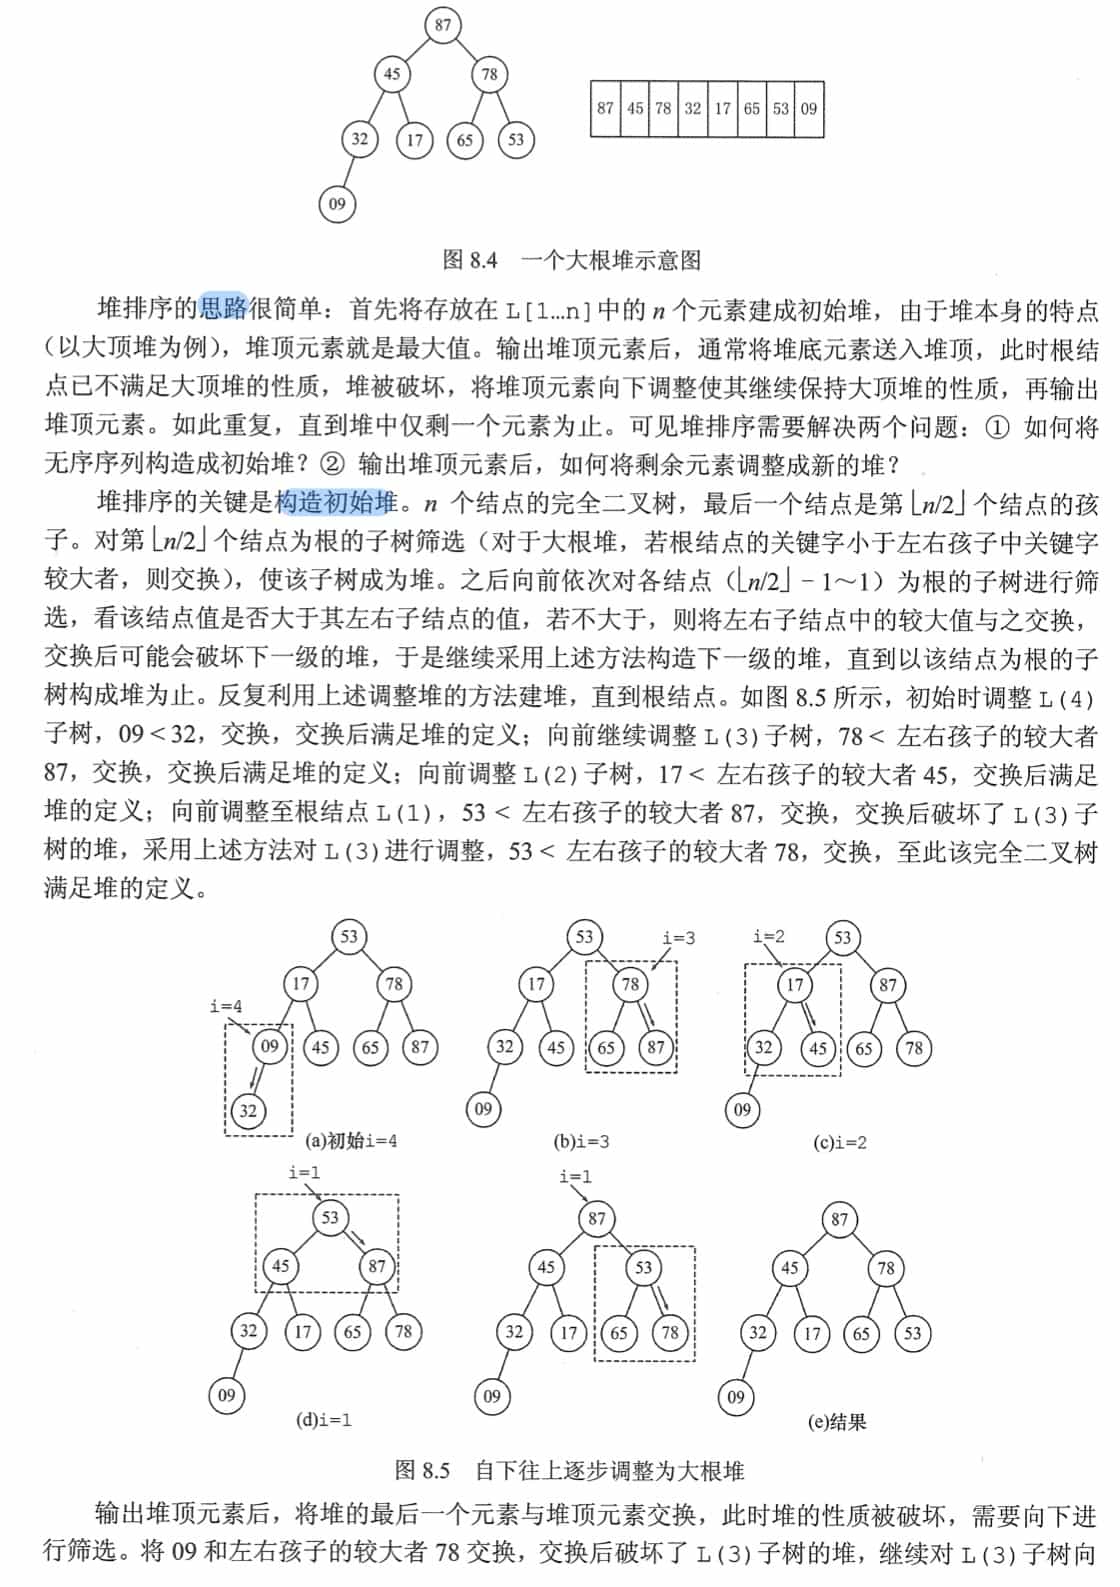 87
45 78
32 17 65 53
09
87 45 78 32 17 65 53 09
图 8.4 一个大根堆示意图
堆排序的思路很简单：首先将存放在 L[1…n]中的 n 个元素建成初始堆，由于堆本身的特点
（以大顶堆为例），堆顶元素就是最大值。输出堆顶元素后，通常将堆底元素送入堆顶，此时根结
点已不满足大顶堆的性质，堆被破坏，将堆顶元素向下调整使其继续保持大顶堆的性质，再输出
堆顶元素。如此重复，直到堆中仅剩一个元素为止。可见堆排序需要解决两个问题：① 如何将
无序序列构造成初始堆？② 输出堆顶元素后，如何将剩余元素调整成新的堆？
堆排序的关键是构造初始堆。n 个结点的完全二叉树，最后一个结点是第⌊n/2⌋个结点的孩
子。对第⌊n/2⌋个结点为根的子树筛选（对于大根堆，若根结点的关键字小于左右孩子中关键字
较大者，则交换），使该子树成为堆。之后向前依次对各结点（⌊n/2⌋－1～1）为根的子树进行筛
选，看该结点值是否大于其左右子结点的值，若不大于，则将左右子结点中的较大值与之交换，
交换后可能会破坏下一级的堆，于是继续采用上述方法构造下一级的堆，直到以该结点为根的子
树构成堆为止。反复利用上述调整堆的方法建堆，直到根结点。如图 8.5 所示，初始时调整 L(4)
子树，09 < 32，交换，交换后满足堆的定义；向前继续调整 L(3)子树，78 < 左右孩子的较大者
87，交换，交换后满足堆的定义；向前调整 L(2)子树，17 < 左右孩子的较大者 45，交换后满足
堆的定义；向前调整至根结点 L(1)，53 < 左右孩子的较大者 87，交换，交换后破坏了 L(3)子
树的堆，采用上述方法对 L(3)进行调整，53 < 左右孩子的较大者 78，交换，至此该完全二叉树
满足堆的定义。
i=4
53
17 78
09 45 65 87
32
(a)初始i=4
i=3
53
17 78
32 45 65 87
09
(b)i=3
i=2
53
17 87
32 45 65 78
09
(c)i=2
i=1
53
45 87
32 17 65 78
09
(d)i=1
i=1
87
45 53
32 17 65 78
09
87
45 78
32 17 65 53
09
(e)结果
图 8.5 自下往上逐步调整为大根堆
输出堆顶元素后，将堆的最后一个元素与堆顶元素交换，此时堆的性质被破坏，需要向下进
行筛选。将 09 和左右孩子的较大者 78 交换，交换后破坏了 L(3)子树的堆，继续对 L(3)子树向